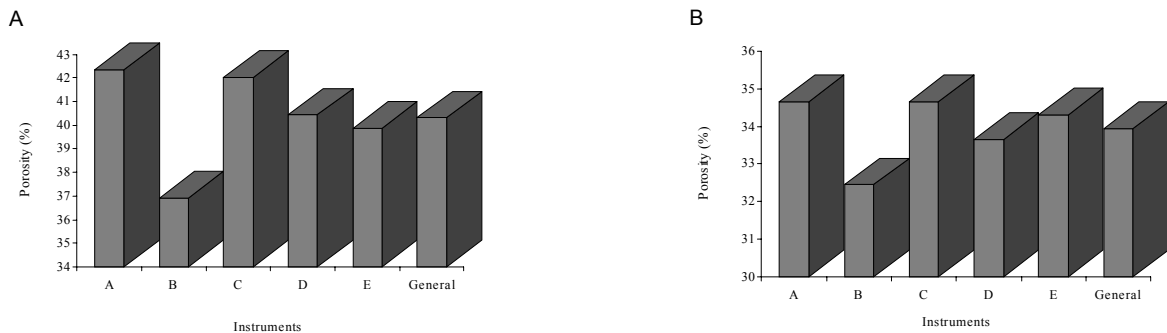 A
43
42
41
40
39
38
37
36
35
34
Porosity (%)
A B C D E General
Instruments
B
36
35
34
33
32
31
30
Porosity (%)
A B C D E General
Instruments